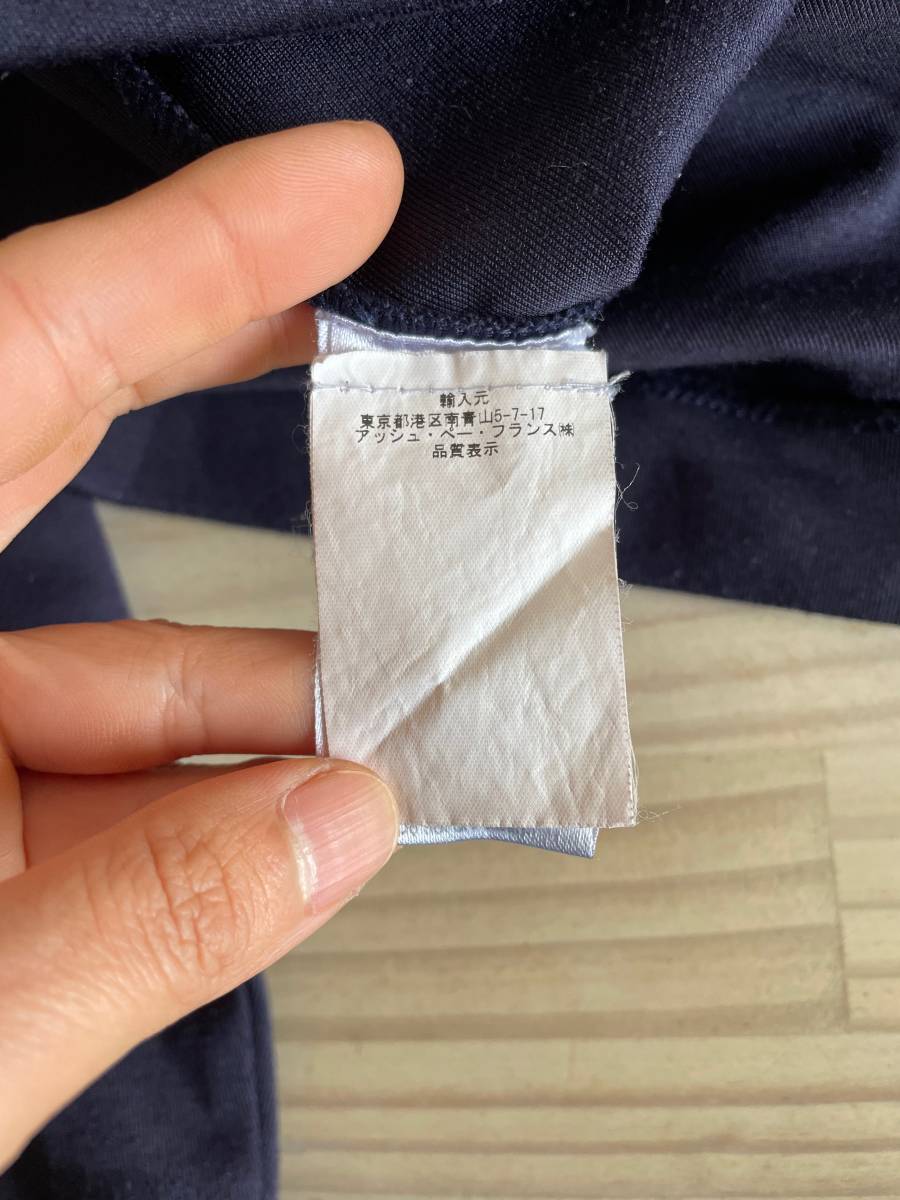 輸入元
東京都港区南青山5-7-17
アッシュ・ペー・フランス㈱
品質表示